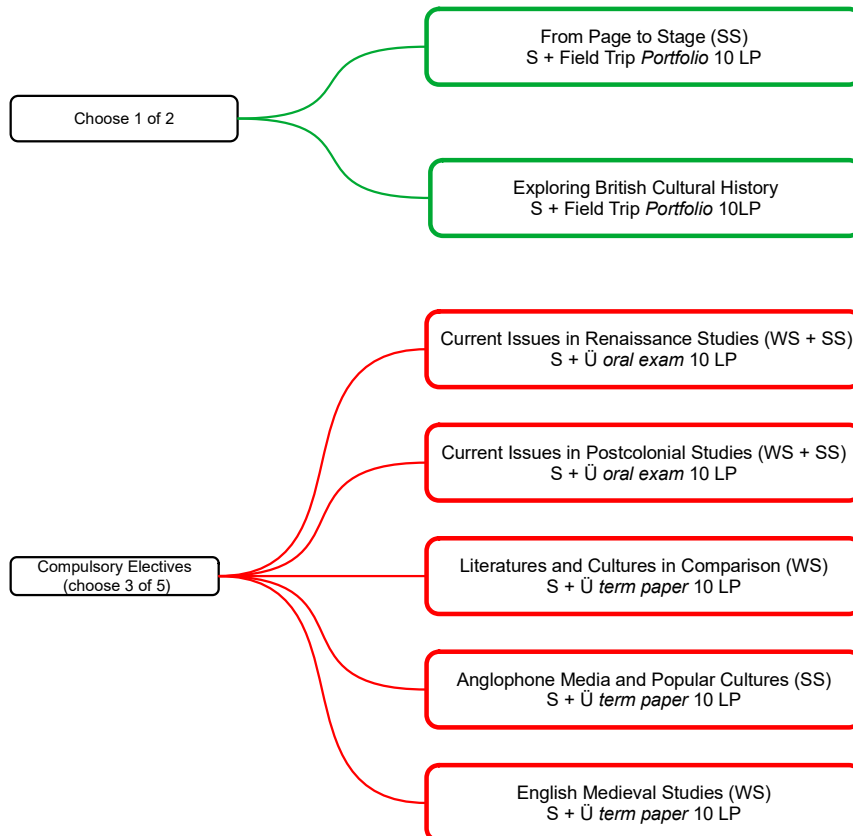 From Page to Stage (SS)
S + Field Trip Portfolio 10 LP
Choose 1 of 2
Exploring British Cultural History
S + Field Trip Portfolio 10LP
Current Issues in Renaissance Studies (WS + SS)
S + Ü oral exam 10 LP
Current Issues in Postcolonial Studies (WS + SS)
S + Ü oral exam 10 LP
Compulsory Electives
(choose 3 of 5)
Literatures and Cultures in Comparison (WS)
S + Ü term paper 10 LP
Anglophone Media and Popular Cultures (SS)
S + Ü term paper 10 LP
English Medieval Studies (WS)
S + Ü term paper 10 LP